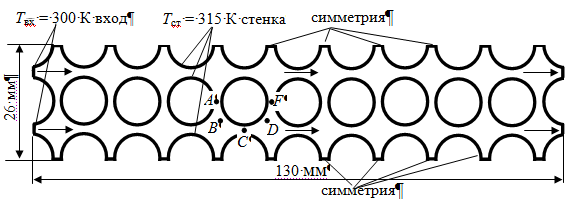 Tвх = 300 К вход¶
Tст = 315 К стенка
симметрия¶
26 мм¶
A F
B D
C
130 мм¶
симметрия¶